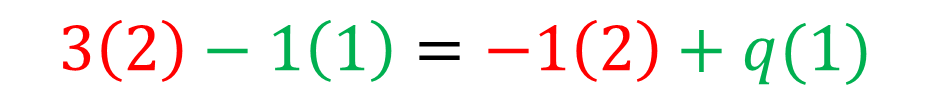 3(2) − 1(1) = −1(2) + q(1)